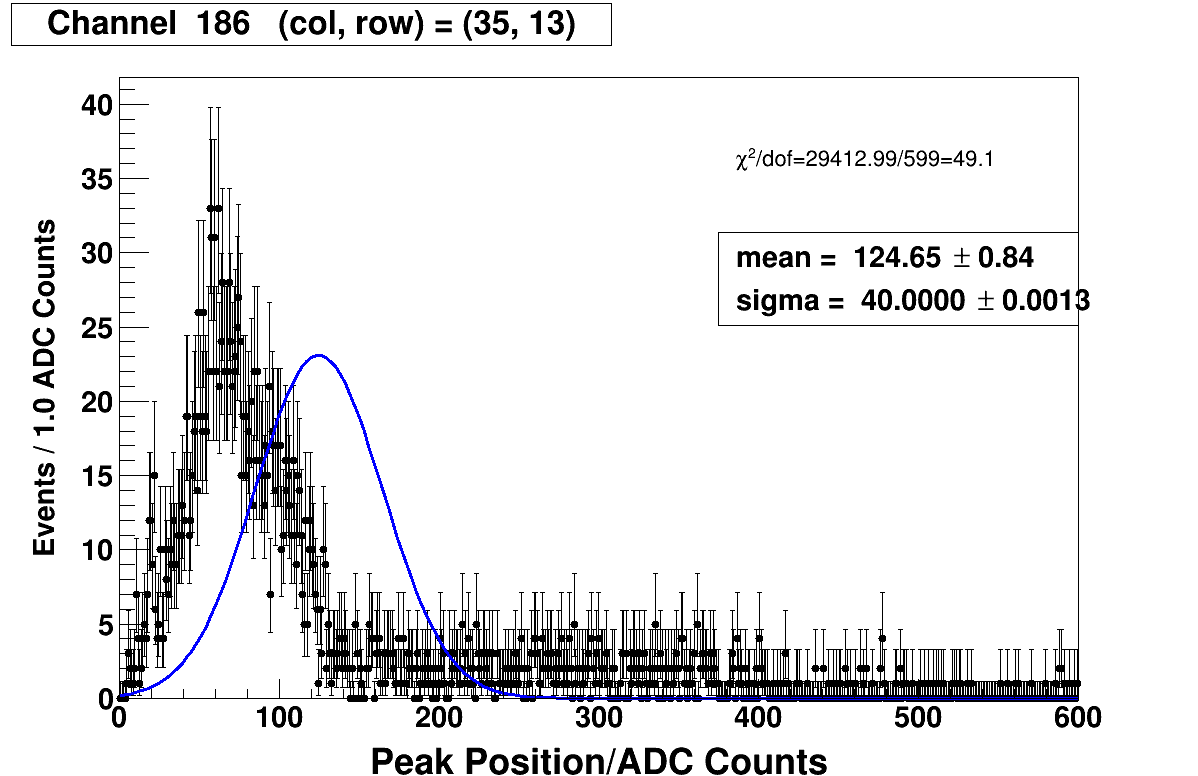 Channel 186 (col, row) = (35, 13)
χ²/dof=29412.99/599=49.1
mean = 124.65 ± 0.84
sigma = 40.0000 ± 0.0013
Events / 1.0 ADC Counts
40
35
30
25
20
15
10
5
0
0 100 200 300 400 500 600
Peak Position/ADC Counts